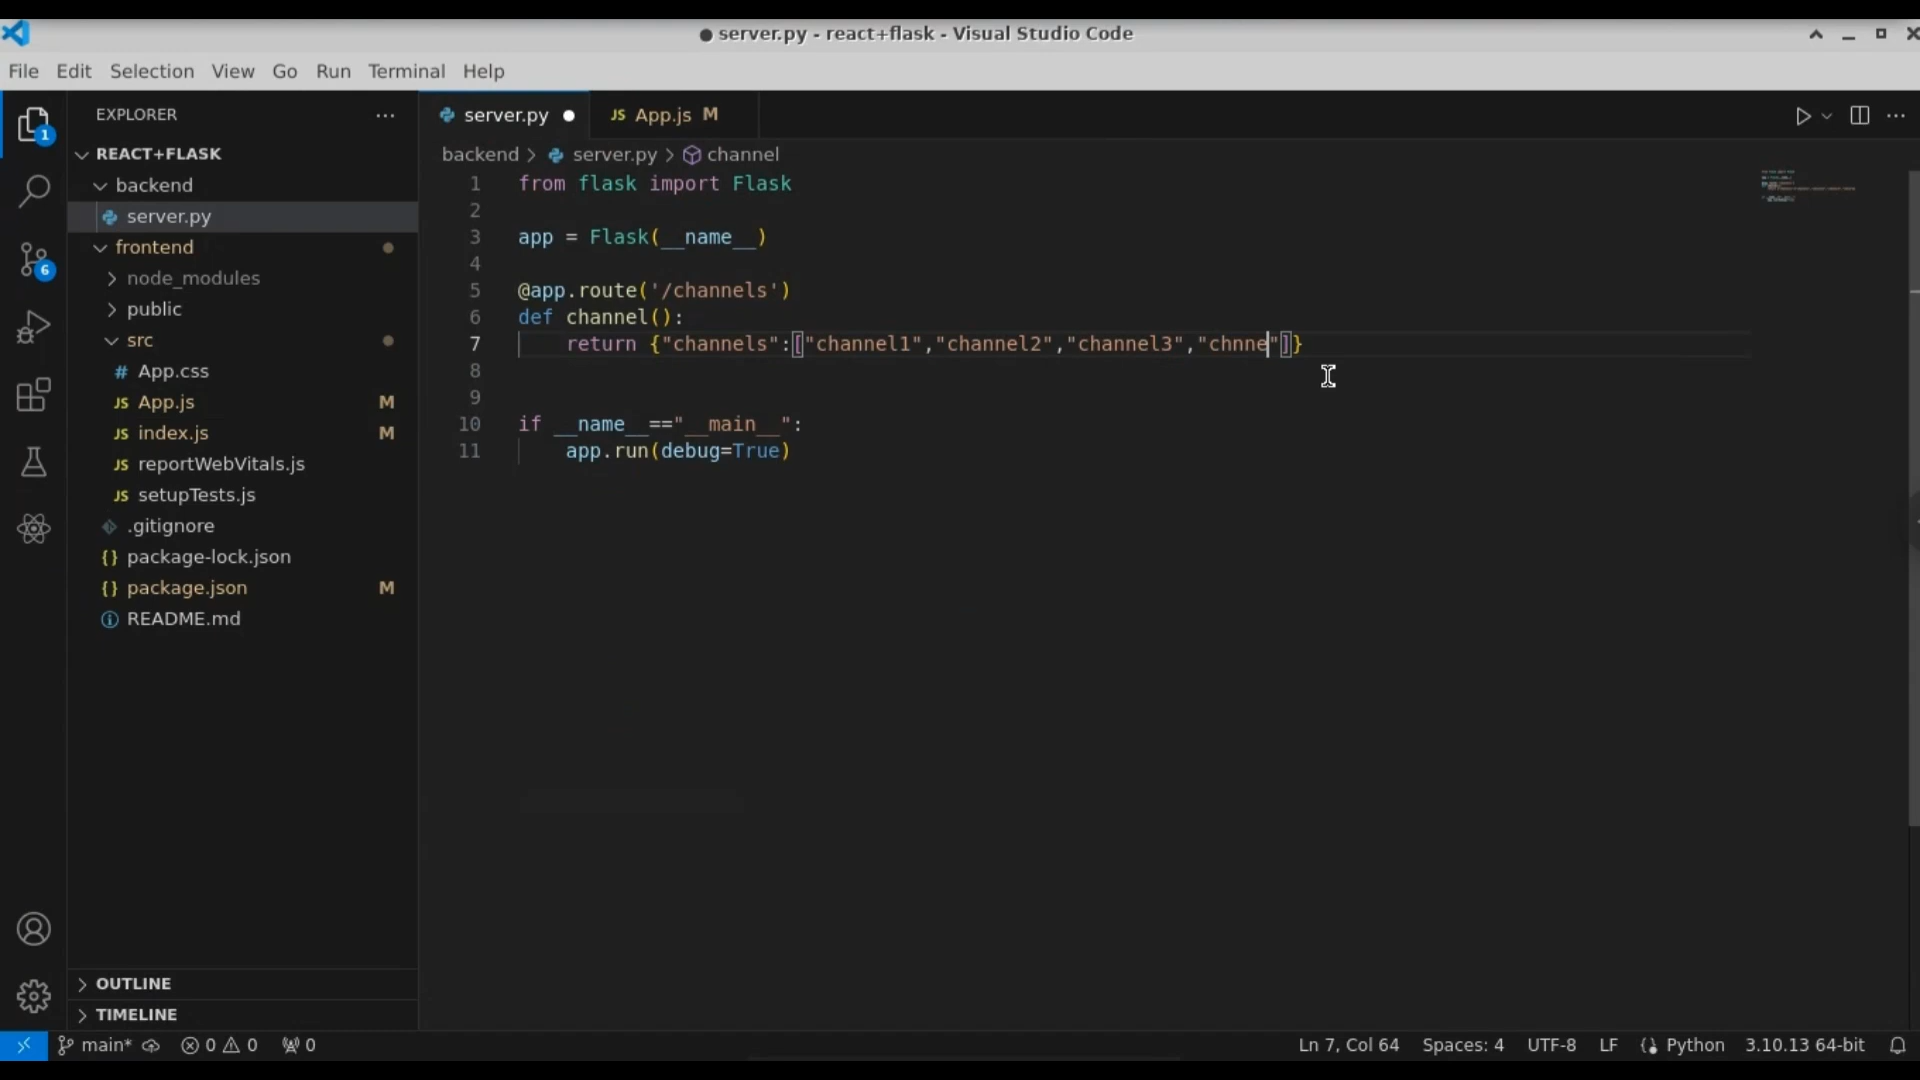 ● server.py - react+flask - Visual Studio Code
File Edit Selection View Go Run Terminal Help
EXPLORER
REACT+FLASK
backend
server.py
frontend
node_modules
public
src
App.css
App.js M
index.js M
reportWebVitals.js
setupTests.js
.gitignore
package-lock.json
package.json M
README.md
OUTLINE
TIMELINE
server.py ● JS App.js M
backend > server.py > channel
1 from flask import Flask
2
3 app = Flask(__name__)
4
5 @app.route('/channels')
6 def channel():
7 return {"channels":["channel1","channel2","channel3","chnne"]}
8
9
10 if __name__=="__main__":
11 app.run(debug=True)
1
6
main* 0 0 0 Ln 7, Col 64 Spaces: 4 UTF-8 LF Python 3.10.13 64-bit